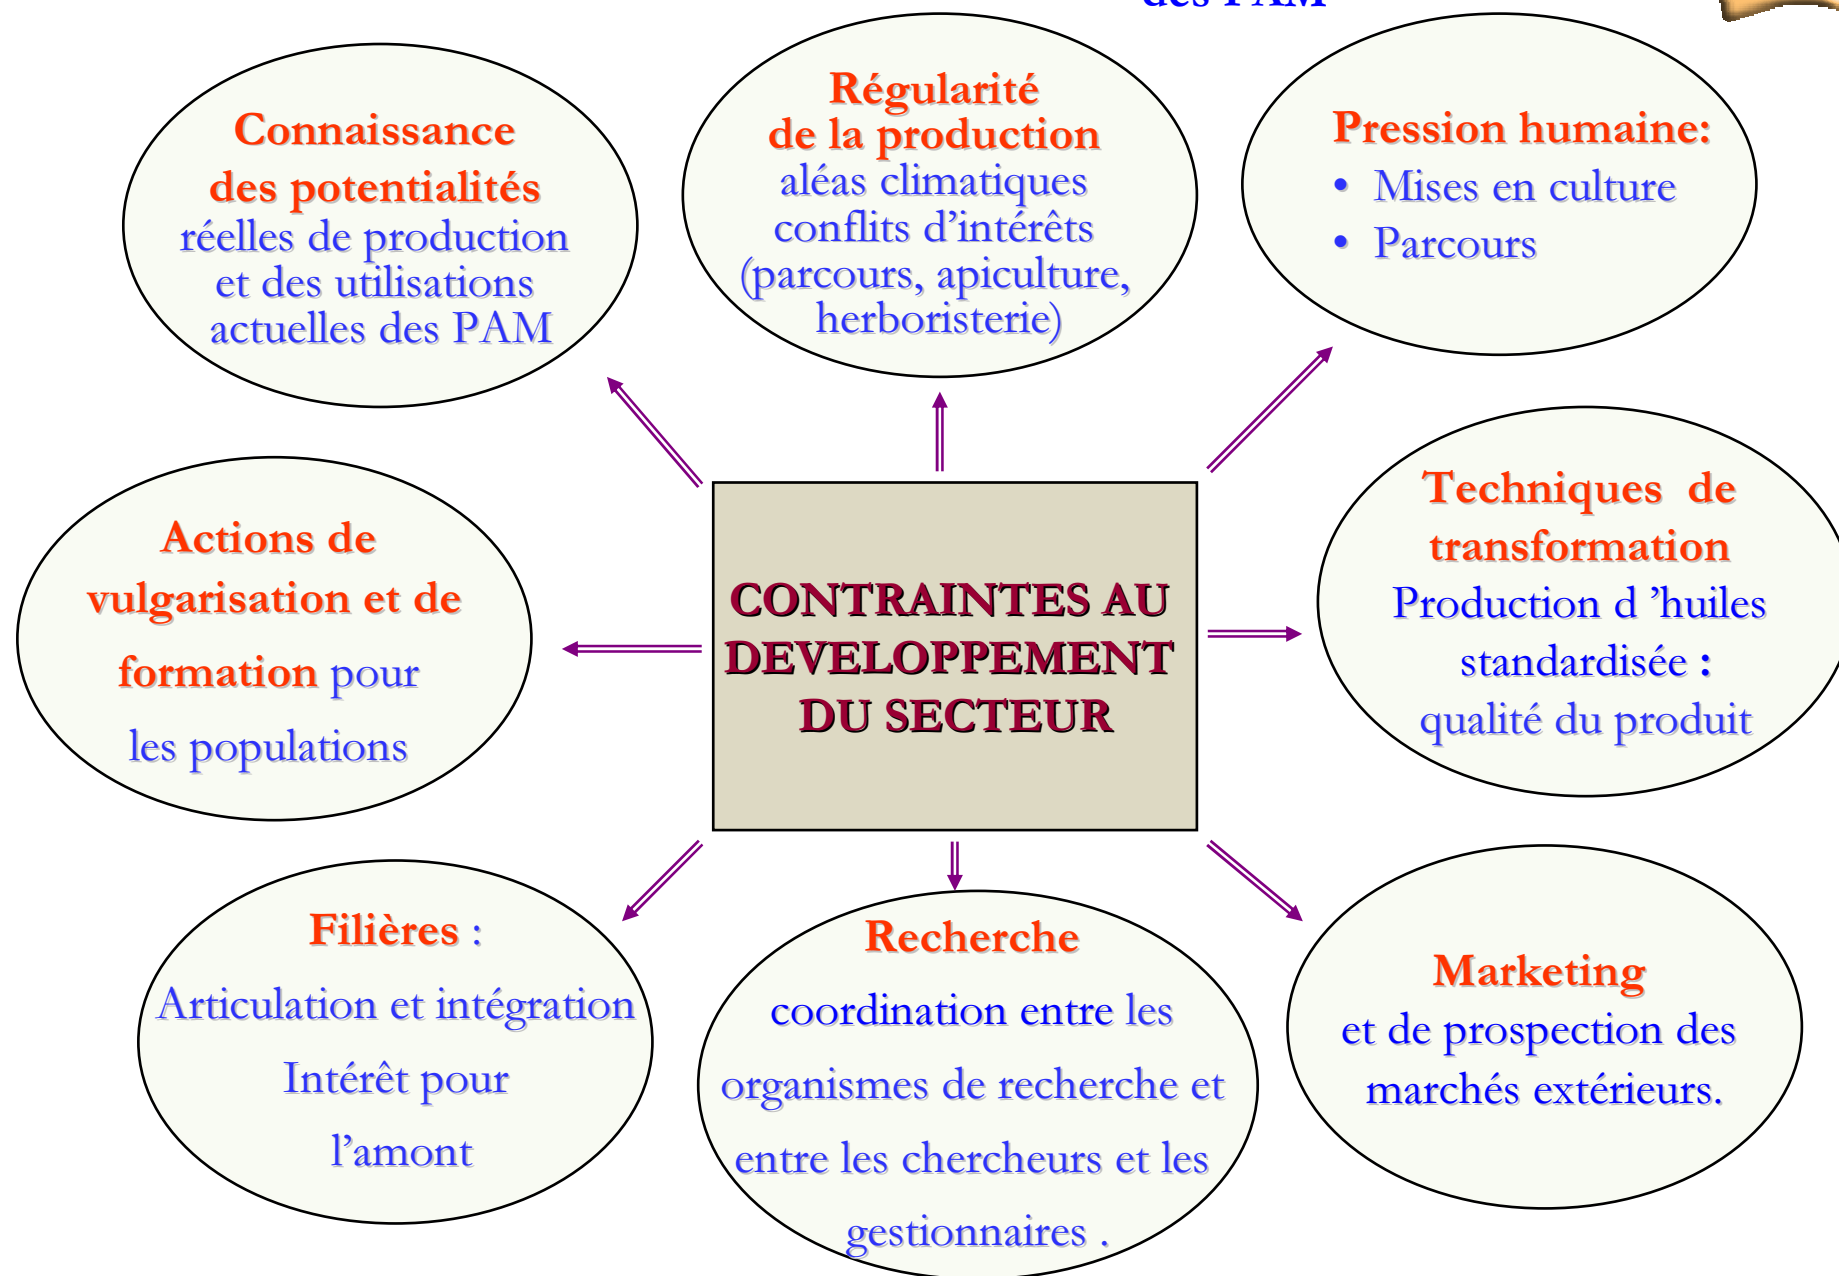 des PAM
Connaissance
des potentialités
réelles de production
et des utilisations
actuelles des PAM
Régularité
de la production
aléas climatiques
conflits d’intérêts
(parcours, apiculture,
herboristerie)
Pression humaine:
• Mises en culture
• Parcours
Actions de
vulgarisation et de
formation pour
les populations
CONTRAINTES AU
DEVELOPPEMENT
DU SECTEUR
Techniques de
transformation
Production d ’huiles
standardisée :
qualité du produit
Filières :
Articulation et intégration
Intérêt pour
l’amont
Recherche
coordination entre les
organismes de recherche et
entre les chercheurs et les
gestionnaires .
Marketing
et de prospection des
marchés extérieurs.